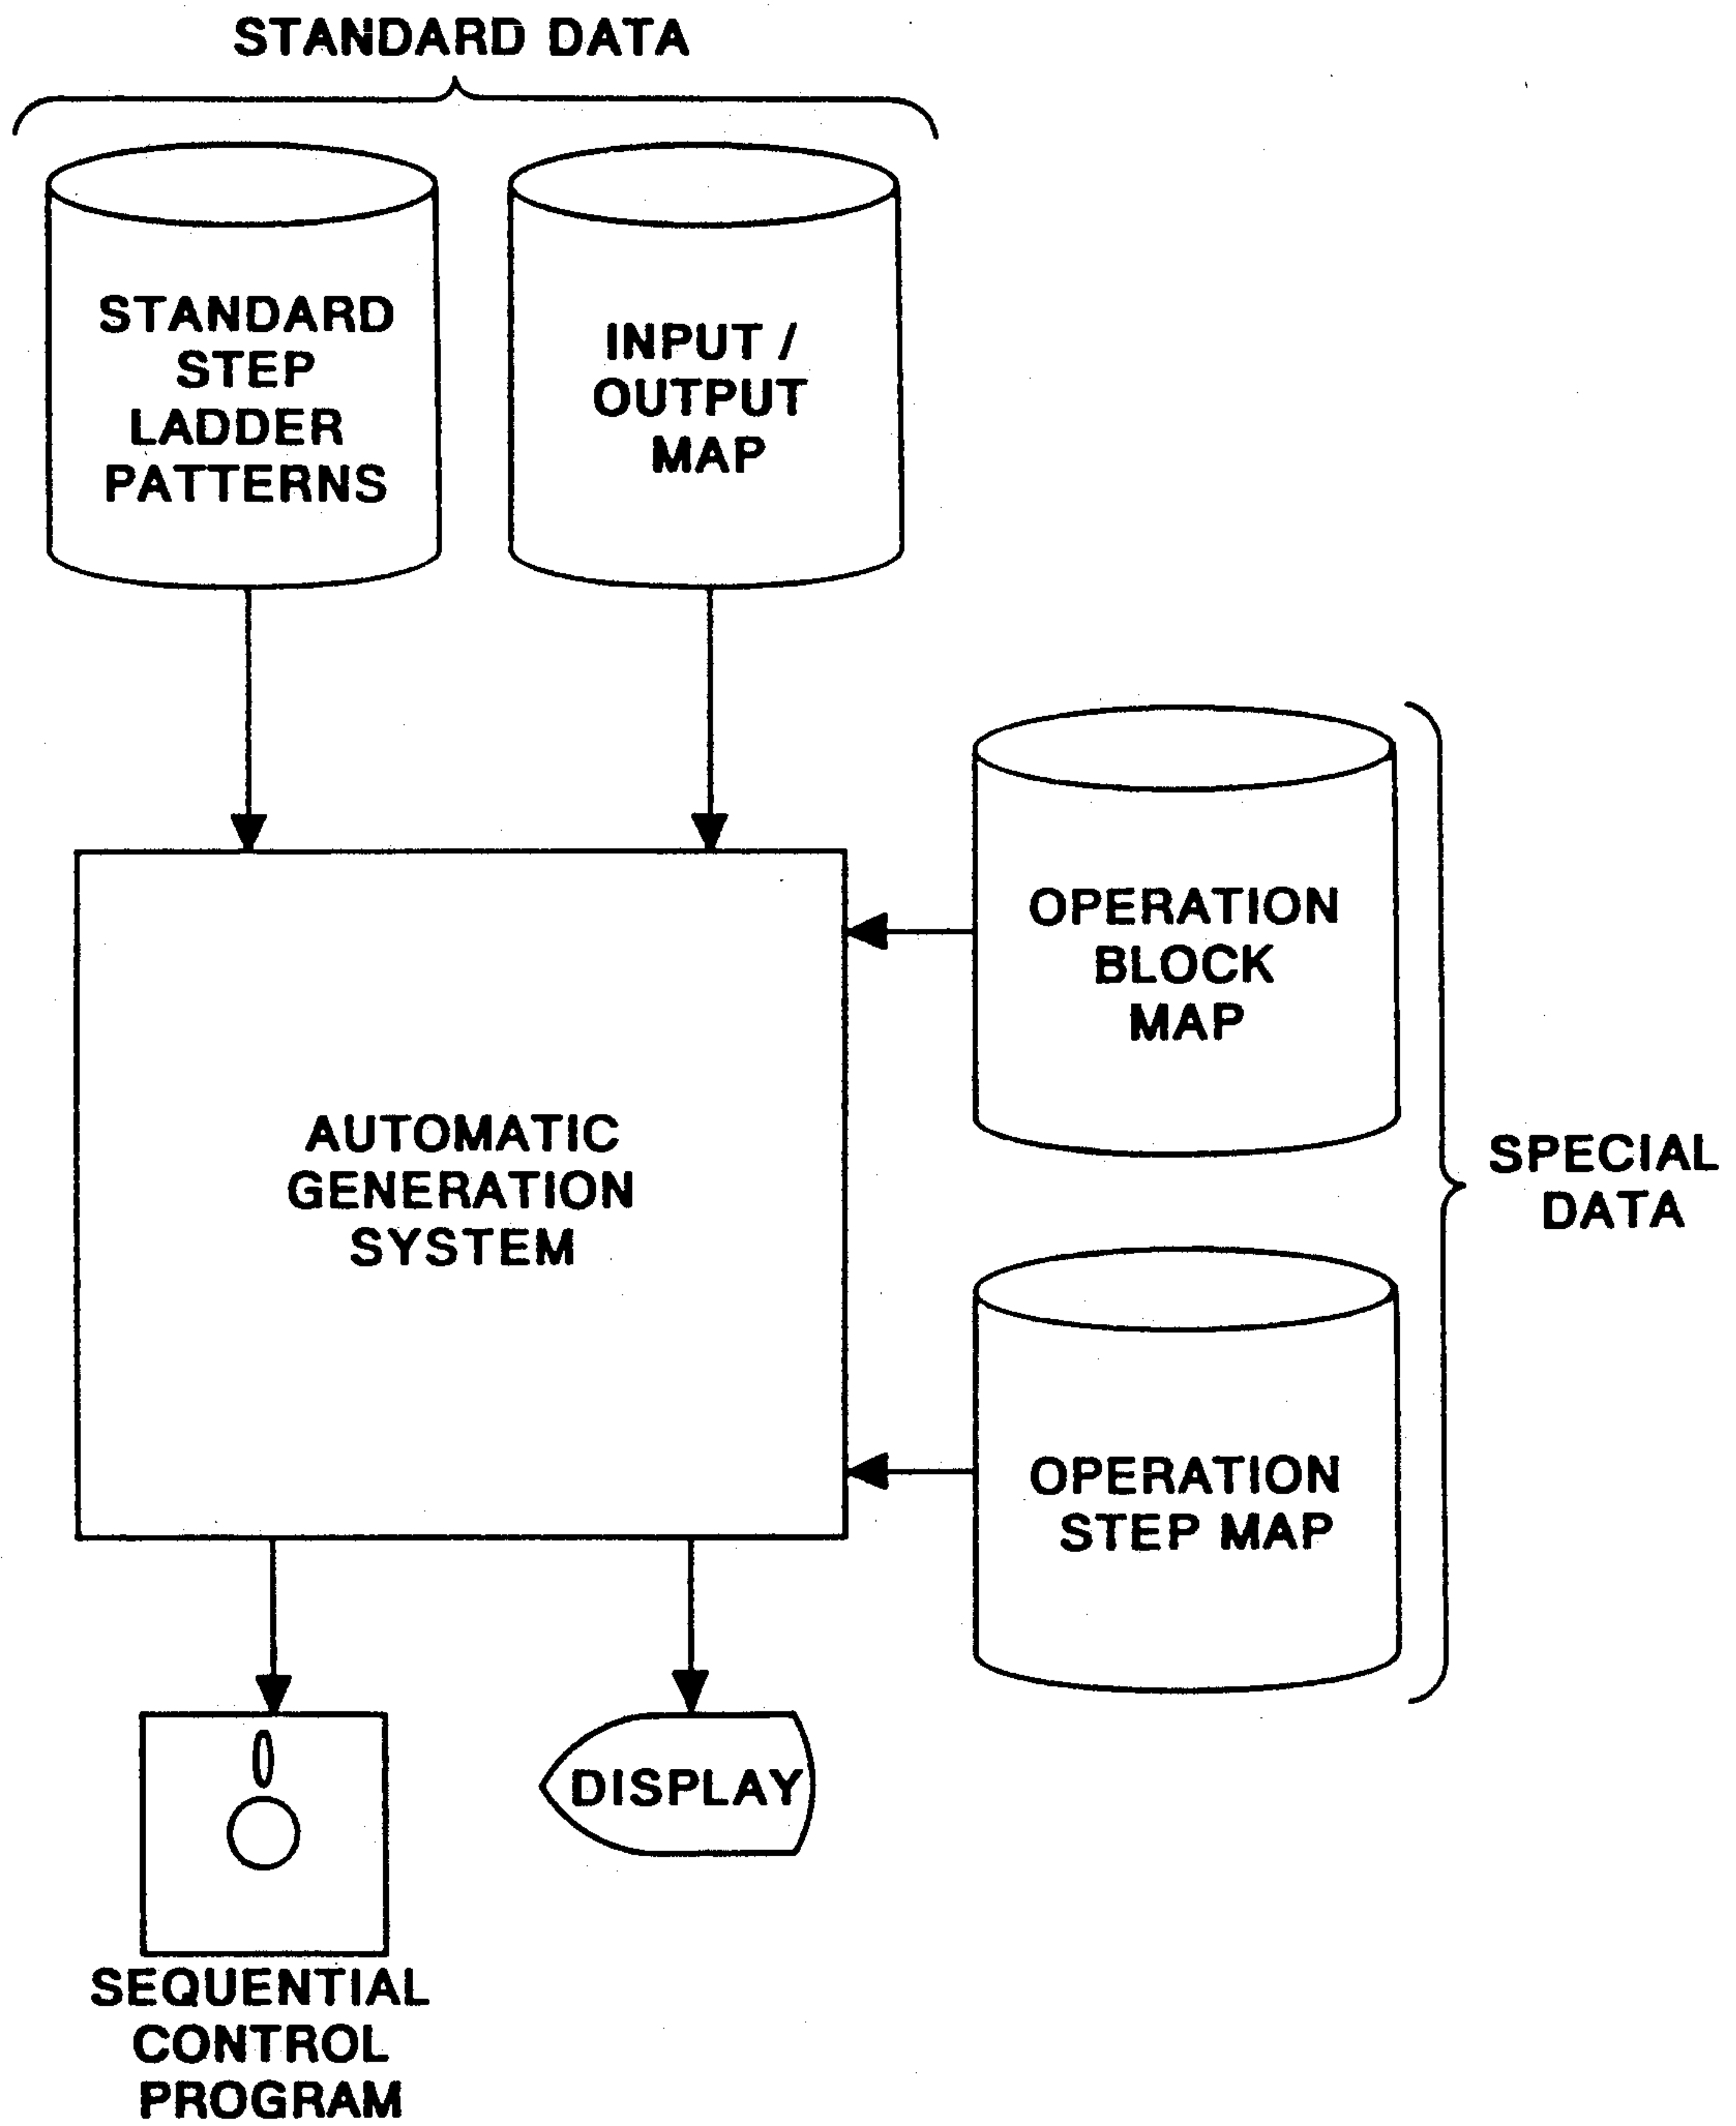 STANDARD DATA
STANDARD
STEP
LADDER
PATTERNS
INPUT /
OUTPUT
MAP
OPERATION
BLOCK
MAP
AUTOMATIC
GENERATION
SYSTEM
SPECIAL
DATA
OPERATION
STEP MAP
DISPLAY
SEQUENTIAL
CONTROL
PROGRAM